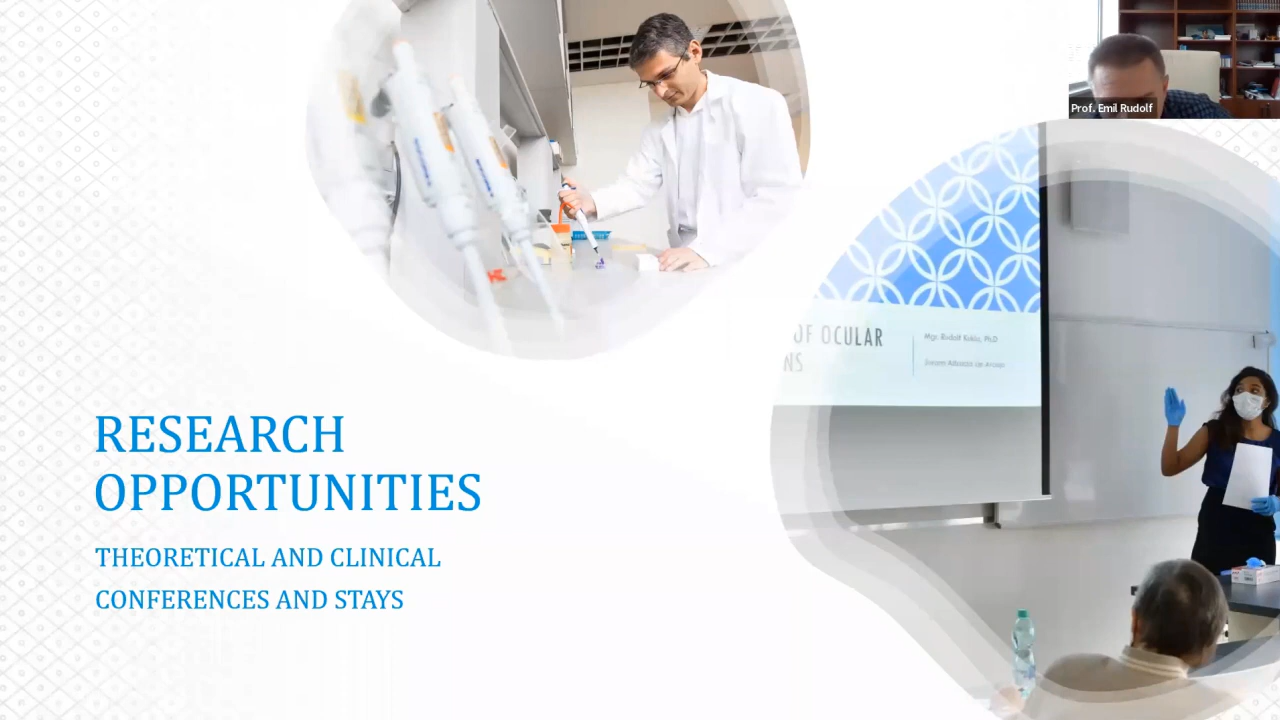 Prof. Emil Rudolf
OF OCULAR
NS
RESEARCH
OPPORTUNITIES
THEORETICAL AND CLINICAL
CONFERENCES AND STAYS